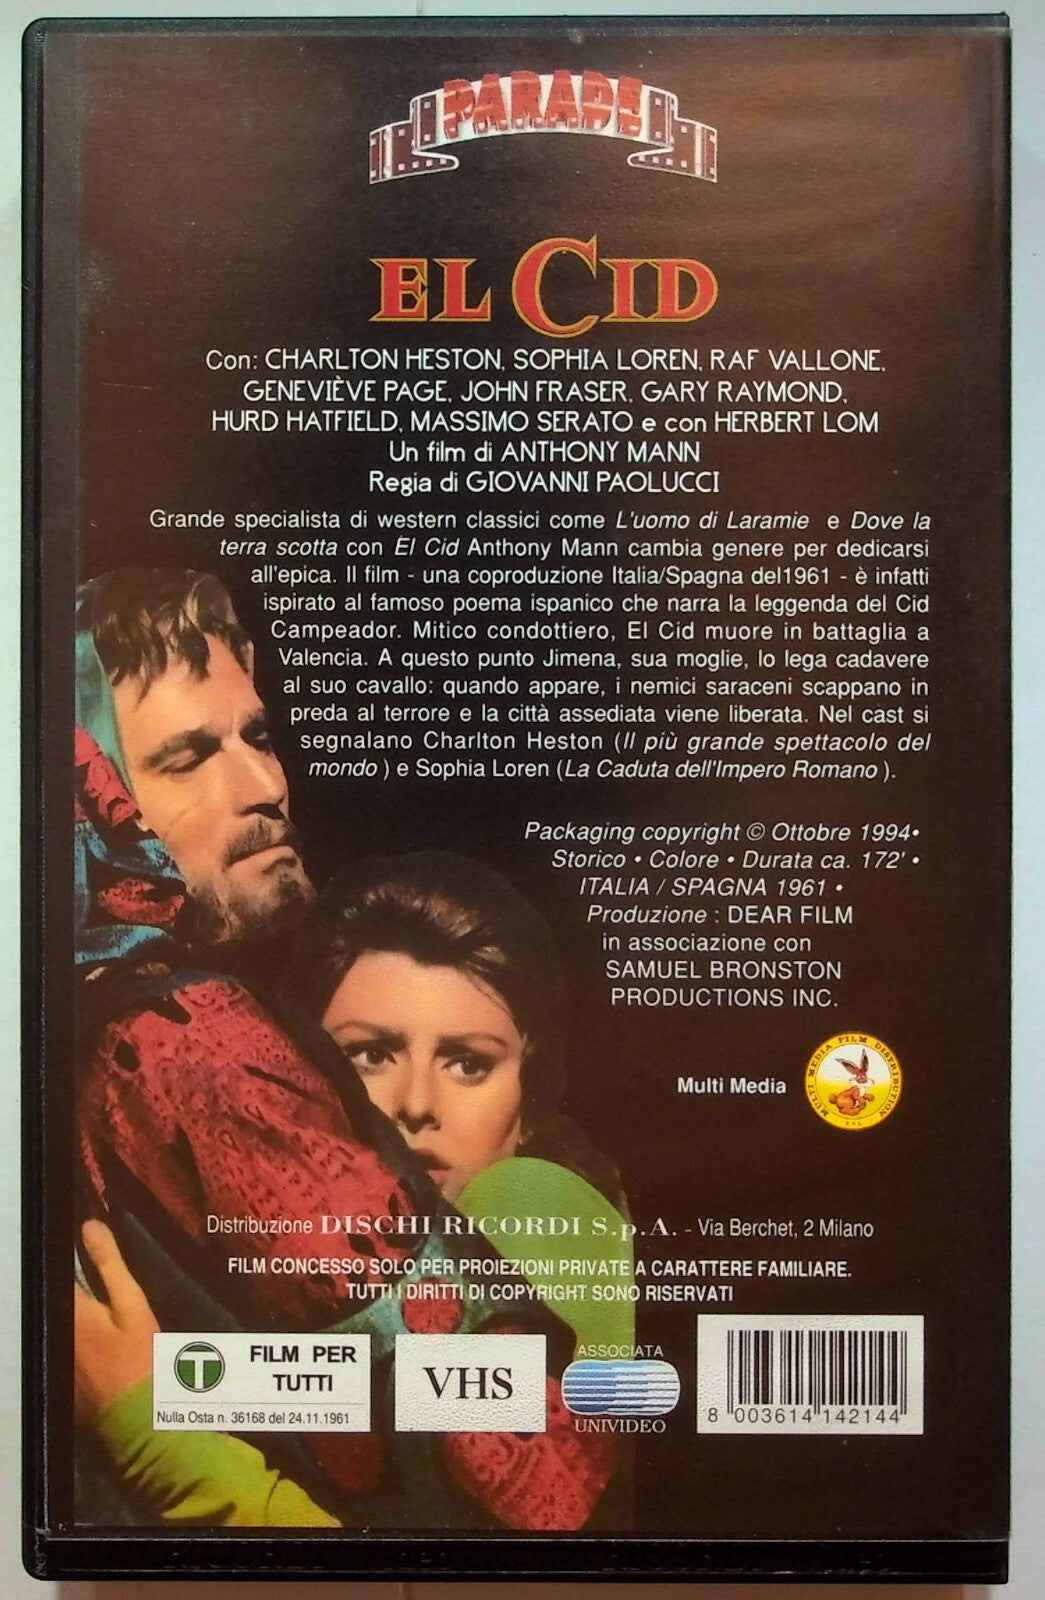 PARADE
EL CID
Con: CHARLTON HESTON, SOPHIA LOREN, RAF VALLONE,
GENEVIÈVE PAGE, JOHN FRASER, GARY RAYMOND,
HURD HATFIELD, MASSIMO SERATO e con HERBERT LOM
Un film di ANTHONY MANN
Regia di GIOVANNI PAOLUCCI
Grande specialista di western classici come L'uomo di Laramie e Dove la
terra scotta con El Cid Anthony Mann cambia genere per dedicarsi
all'epica. Il film - una coproduzione Italia/Spagna del1961 - è infatti
ispirato al famoso poema ispanico che narra la leggenda del Cid
Campeador. Mitico condottiero, El Cid muore in battaglia a
Valencia. A questo punto Jimena, sua moglie, lo lega cadavere
al suo cavallo: quando appare, i nemici saraceni scappano in
preda al terrore e la città assediata viene liberata. Nel cast si
segnalano Charlton Heston (Il più grande spettacolo del
mondo ) e Sophia Loren (La Caduta dell'Impero Romano ).
Packaging copyright © Ottobre 1994•
Storico • Colore • Durata ca. 172' •
ITALIA / SPAGNA 1961 •
Produzione : DEAR FILM
in associazione con
SAMUEL BRONSTON
PRODUCTIONS INC.
Multi Media
MULTI MEDIA FILM DISTRIBUTION
S.R.L.
Distribuzione DISCHI RICORDI S.p.A. - Via Berchet, 2 Milano
FILM CONCESSO SOLO PER PROIEZIONI PRIVATE A CARATTERE FAMILIARE.
TUTTI I DIRITTI DI COPYRIGHT SONO RISERVATI
T FILM PER
TUTTI
Nulla Osta n. 36168 del 24.11.1961
VHS
ASSOCIATA
UNIVIDEO
8 003614 142144